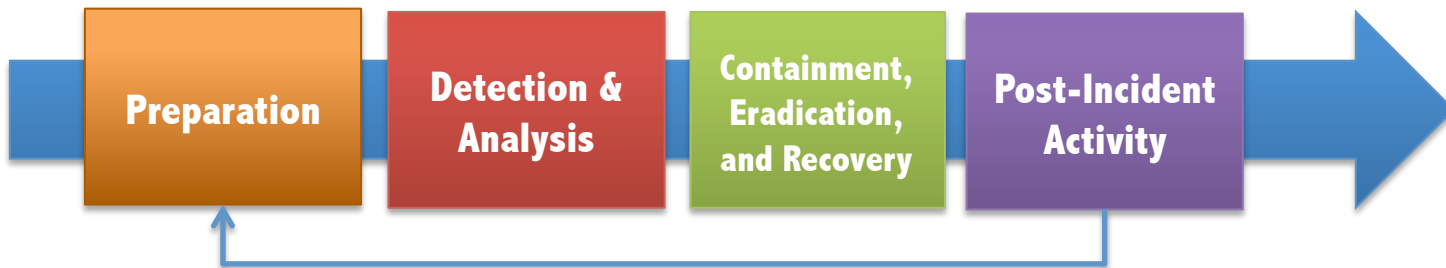 Preparation
Detection &
Analysis
Containment,
Eradication,
and Recovery
Post-Incident
Activity